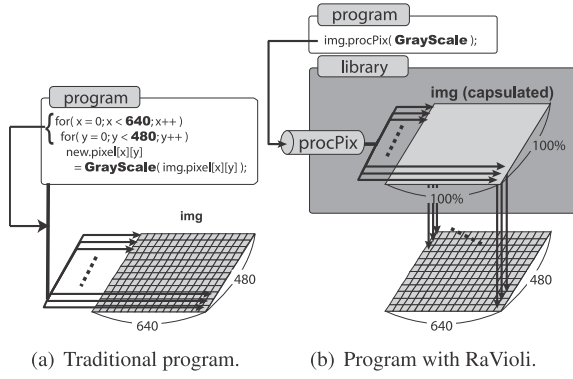 program
for( x = 0; x < 640; x++ )
for( y = 0; y < 480; y++ )
new.pixel[x][y]
= GrayScale( img.pixel[x][y] );
img
480
640
(a) Traditional program.
program
img.procPix( GrayScale );
library
img (capsulated)
procPix
100%
100%
480
640
(b) Program with RaVioli.